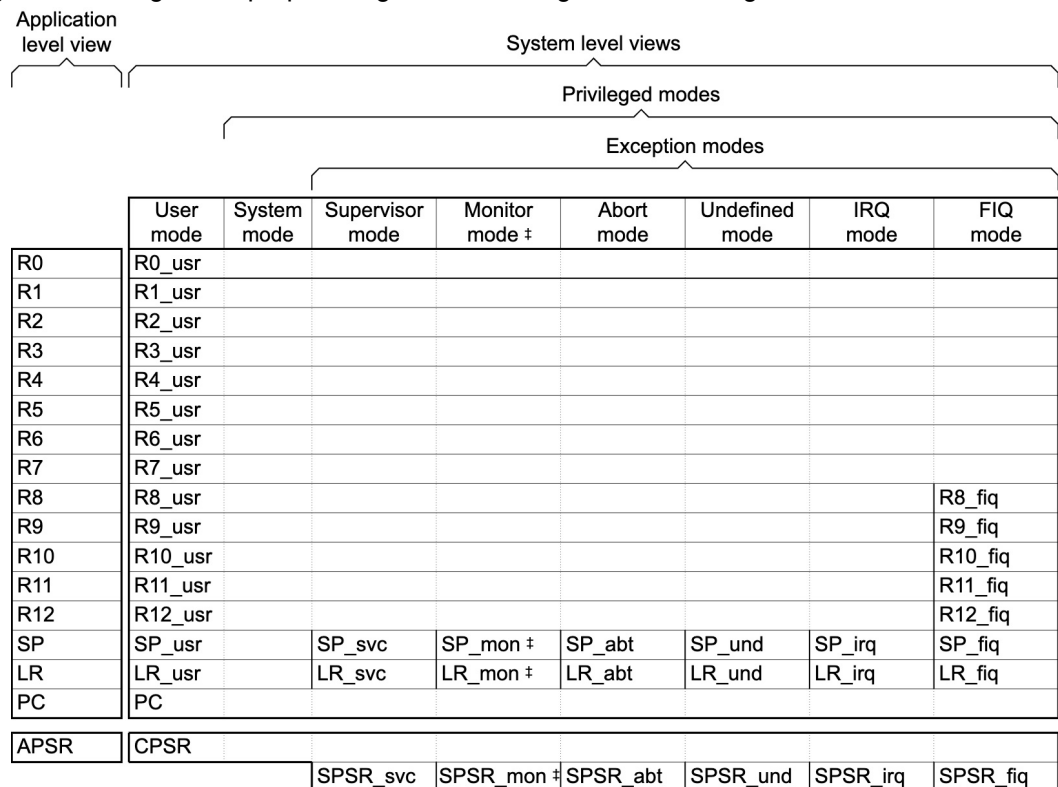 Application
level view
System level views
Privileged modes
Exception modes
User mode System mode Supervisor mode Monitor mode ‡ Abort mode Undefined mode IRQ mode FIQ mode
R0 R0_usr
R1 R1_usr
R2 R2_usr
R3 R3_usr
R4 R4_usr
R5 R5_usr
R6 R6_usr
R7 R7_usr
R8 R8_usr R8_fiq
R9 R9_usr R9_fiq
R10 R10_usr R10_fiq
R11 R11_usr R11_fiq
R12 R12_usr R12_fiq
SP SP_usr SP_svc SP_mon ‡ SP_abt SP_und SP_irq SP_fiq
LR LR_usr LR_svc LR_mon ‡ LR_abt LR_und LR_irq LR_fiq
PC PC
APSR CPSR
SPSR_svc SPSR_mon ‡ SPSR_abt SPSR_und SPSR_irq SPSR_fiq